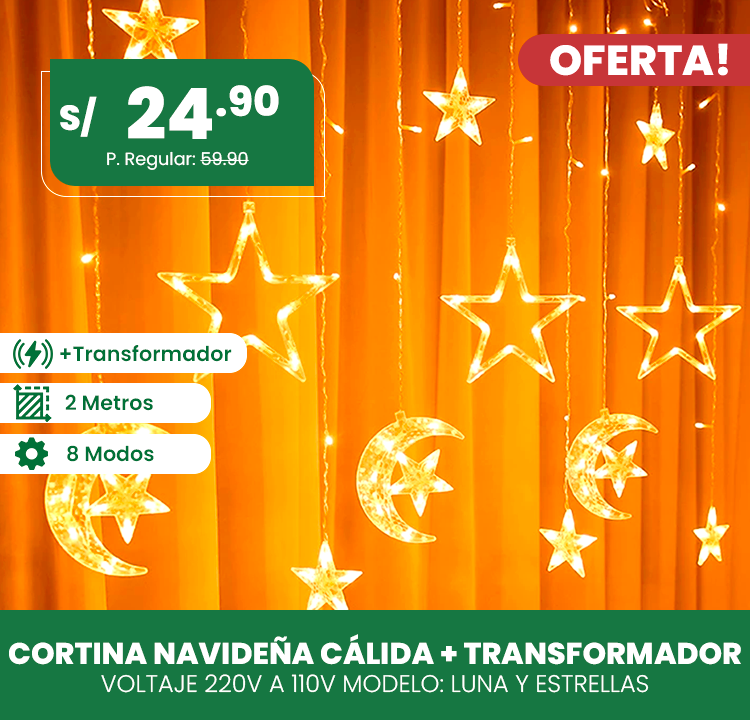 OFERTA!
S/ 24.90
P. Regular: 59.90
+Transformador
2 Metros
8 Modos
CORTINA NAVIDEÑA CÁLIDA + TRANSFORMADOR
VOLTAJE 220V A 110V MODELO: LUNA Y ESTRELLAS